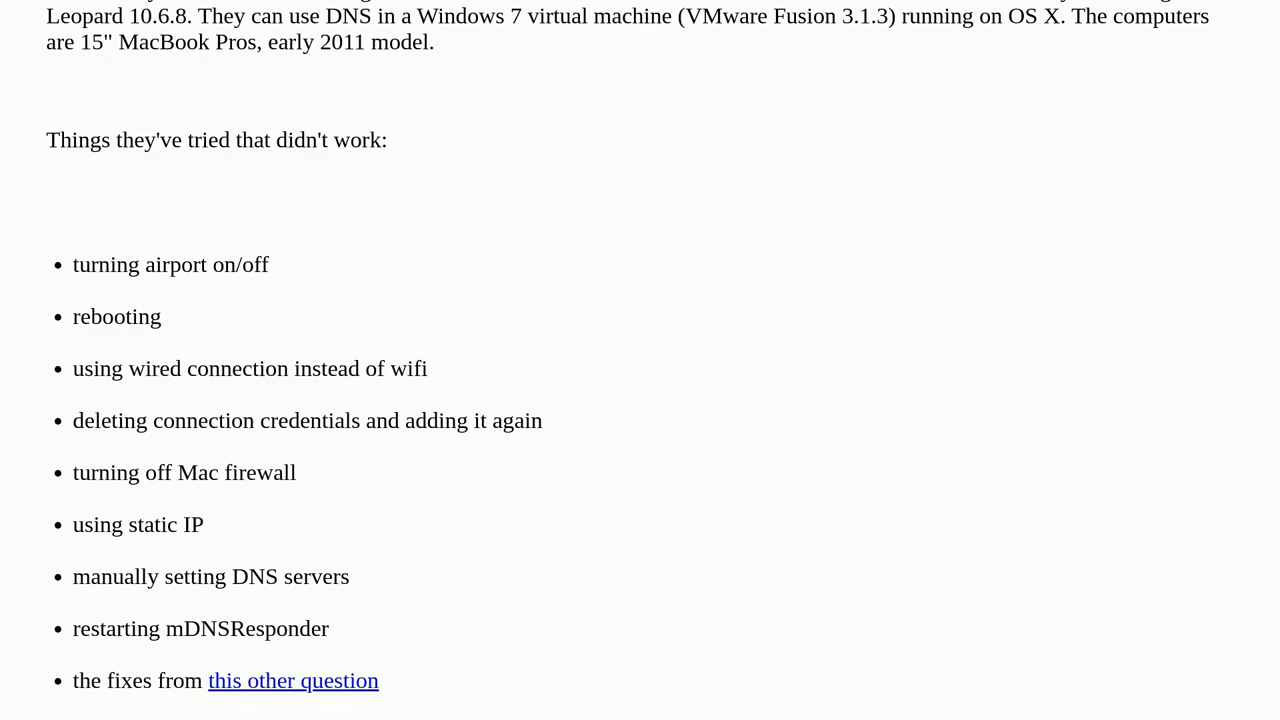 Leopard 10.6.8. They can use DNS in a Windows 7 virtual machine (VMware Fusion 3.1.3) running on OS X. The computers
are 15" MacBook Pros, early 2011 model.
Things they've tried that didn't work:
• turning airport on/off
• rebooting
• using wired connection instead of wifi
• deleting connection credentials and adding it again
• turning off Mac firewall
• using static IP
• manually setting DNS servers
• restarting mDNSResponder
• the fixes from this other question